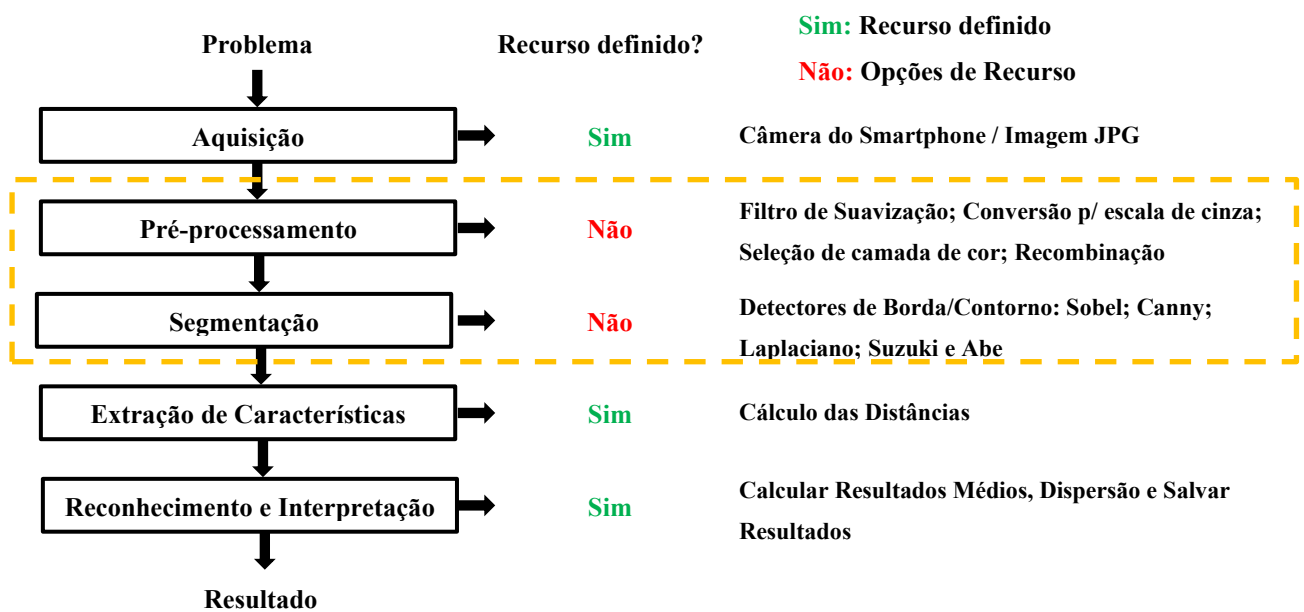 Problema
Recurso definido?
Sim: Recurso definido
Não: Opções de Recurso
Aquisição
Sim
Câmera do Smartphone / Imagem JPG
Pré-processamento
Não
Filtro de Suavização; Conversão p/ escala de cinza;
Seleção de camada de cor; Recombinação
Segmentação
Não
Detectores de Borda/Contorno: Sobel; Canny;
Laplaciano; Suzuki e Abe
Extração de Características
Sim
Cálculo das Distâncias
Reconhecimento e Interpretação
Sim
Calcular Resultados Médios, Dispersão e Salvar
Resultados
Resultado